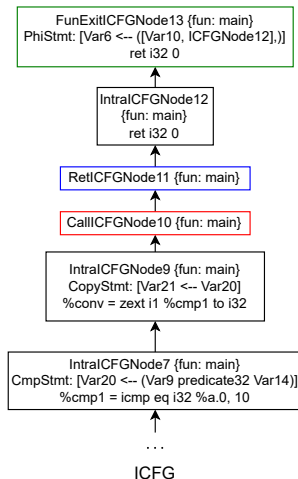 FunExitICFGNode13 {fun: main}
PhiStmt: [Var6 <-- ([Var10, ICFGNode12],)]
ret i32 0
IntraICFGNode12
{fun: main}
ret i32 0
RetICFGNode11 {fun: main}
CallICFGNode10 {fun: main}
IntraICFGNode9 {fun: main}
CopyStmt: [Var21 <-- Var20]
%conv = zext i1 %cmp1 to i32
IntraICFGNode7 {fun: main}
CmpStmt: [Var20 <-- (Var9 predicate32 Var14)]
%cmp1 = icmp eq i32 %a.0, 10
...
ICFG